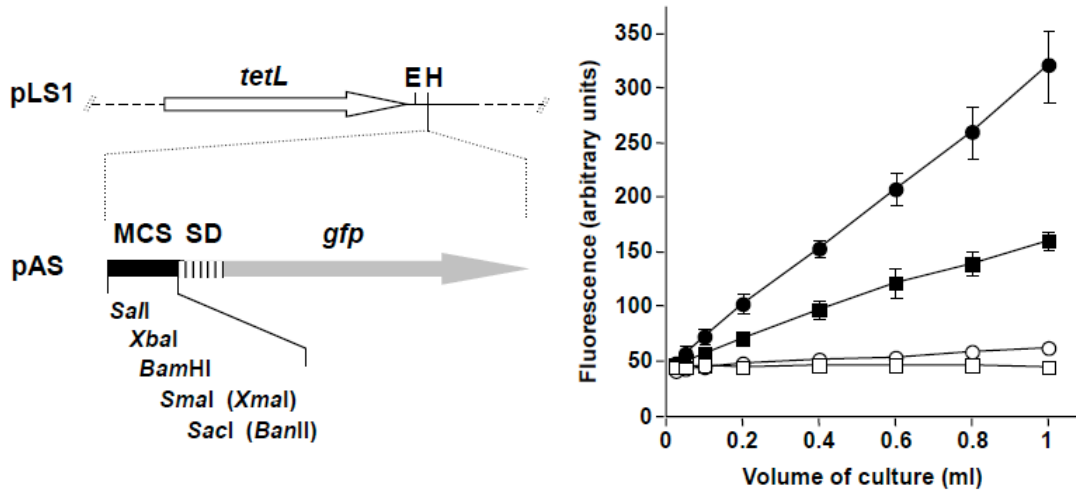 pLS1
tetL
E H
MCS SD gfp
pAS
SalI
XbaI
BamHI
SmaI (XmaI)
SacI (BanII)
Fluorescence (arbitrary units)
350
300
250
200
150
100
50
0
0 0.2 0.4 0.6 0.8 1
Volume of culture (ml)